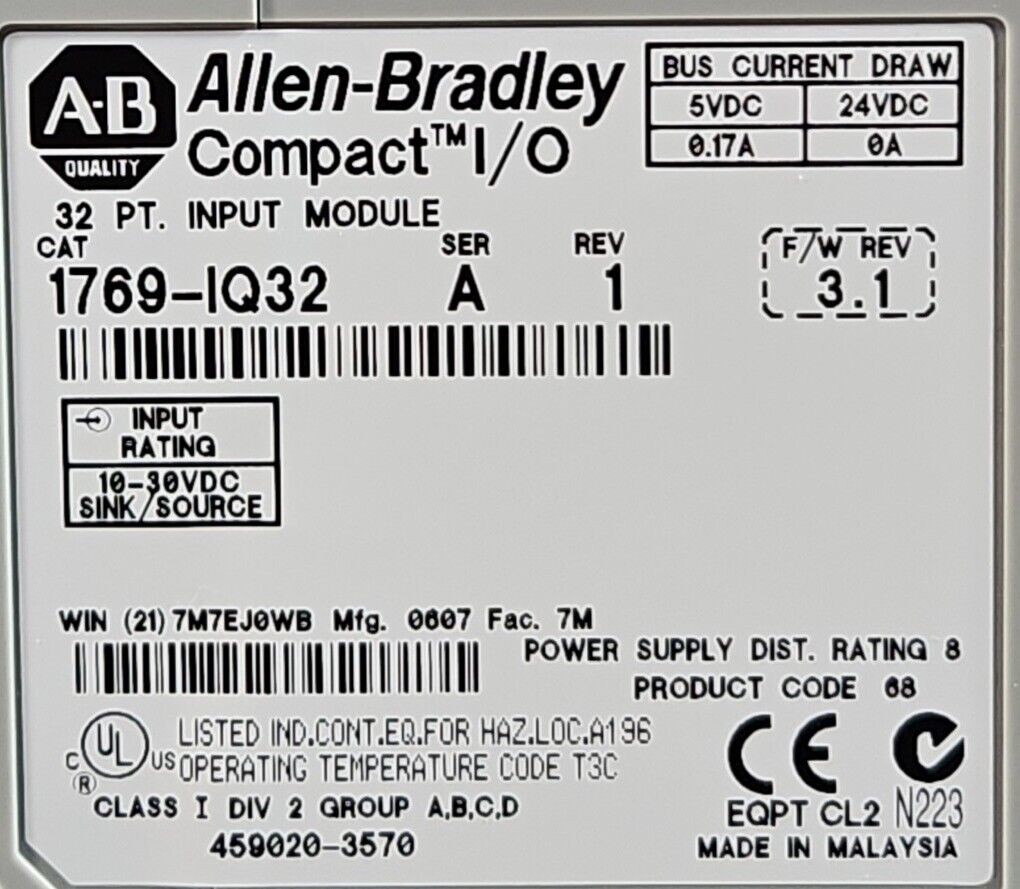 A-B
QUALITY
Allen-Bradley
Compact™ I/O
BUS CURRENT DRAW
5VDC 24VDC
0.17A 0A
32 PT. INPUT MODULE
CAT SER REV
1769-IQ32 A 1
F/W REV
3.1
INPUT
RATING
10-30VDC
SINK/SOURCE
WIN (21) 7M7EJ0WB Mfg. 0607 Fac. 7M
POWER SUPPLY DIST. RATING 8
PRODUCT CODE 68
C UL US ®
LISTED IND.CONT.EQ.FOR HAZ.LOC.A196
OPERATING TEMPERATURE CODE T3C
CLASS I DIV 2 GROUP A,B,C,D
459020-3570
CE
EQPT CL2 N223
MADE IN MALAYSIA